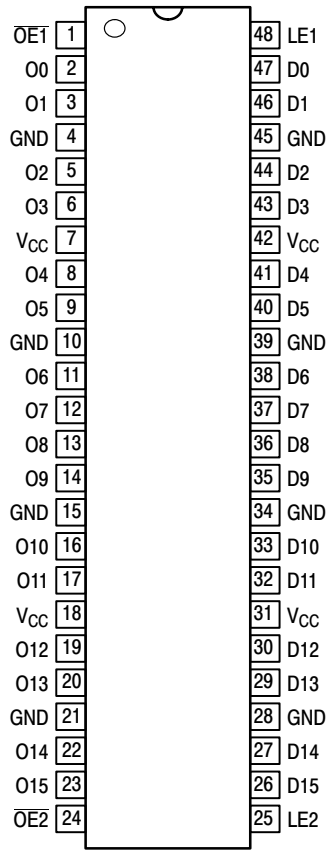 O̅E̅1̅ 1 48 LE1
O0 2 47 D0
O1 3 46 D1
GND 4 45 GND
O2 5 44 D2
O3 6 43 D3
VCC 7 42 VCC
O4 8 41 D4
O5 9 40 D5
GND 10 39 GND
O6 11 38 D6
O7 12 37 D7
O8 13 36 D8
O9 14 35 D9
GND 15 34 GND
O10 16 33 D10
O11 17 32 D11
VCC 18 31 VCC
O12 19 30 D12
O13 20 29 D13
GND 21 28 GND
O14 22 27 D14
O15 23 26 D15
O̅E̅2̅ 24 25 LE2